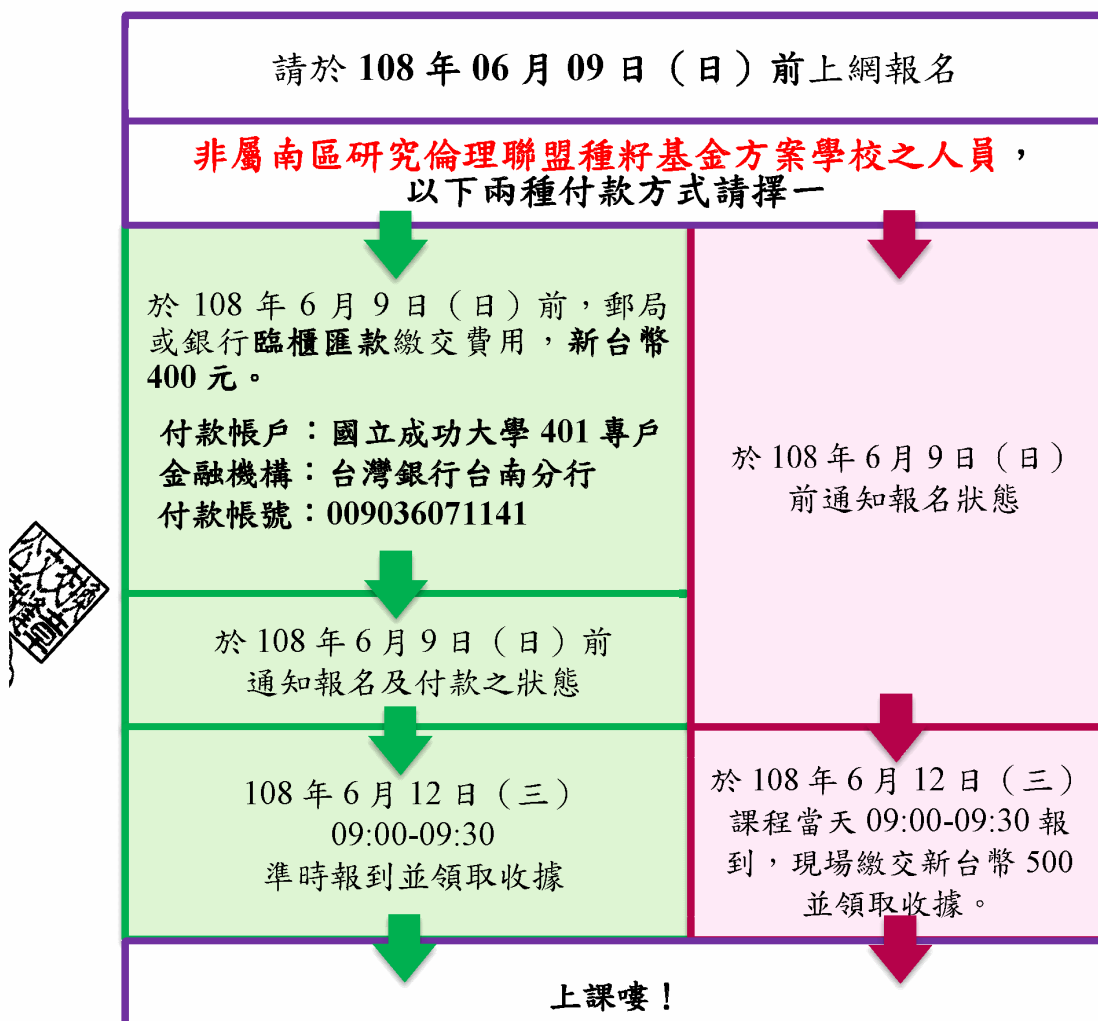 請於 108 年 06 月 09 日（日）前上網報名
非屬南區研究倫理聯盟種籽基金方案學校之人員，
以下兩種付款方式請擇一
於 108 年 6 月 9 日（日）前，郵局
或銀行臨櫃匯款繳交費用，新台幣
400 元。
付款帳戶：國立成功大學 401 專戶
金融機構：台灣銀行台南分行
付款帳號：009036071141
於 108 年 6 月 9 日（日）前
通知報名及付款之狀態
108 年 6 月 12 日（三）
09:00-09:30
準時報到並領取收據
於 108 年 6 月 9 日（日）
前通知報名狀態
於 108 年 6 月 12 日（三）
課程當天 09:00-09:30 報
到，現場繳交新台幣 500
並領取收據。
上課嘍！
公文交換
騎縫章